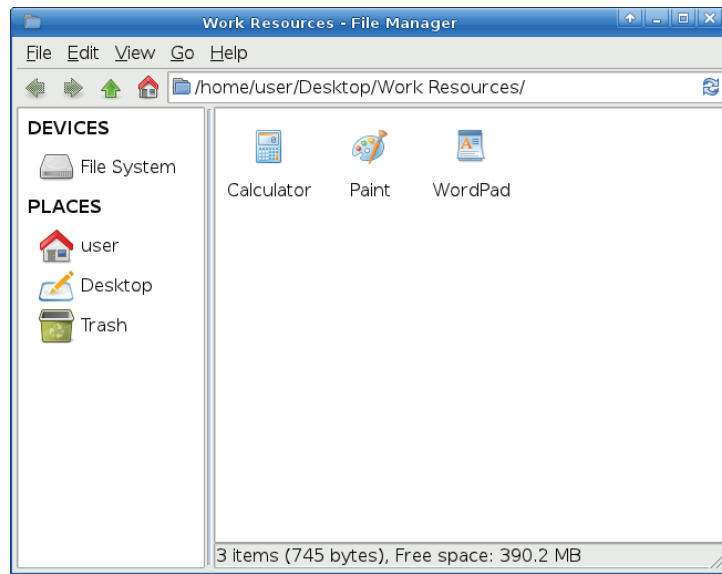 Work Resources - File Manager
File Edit View Go Help
/home/user/Desktop/Work Resources/
DEVICES
File System
PLACES
user
Desktop
Trash
Calculator Paint WordPad
3 items (745 bytes), Free space: 390.2 MB